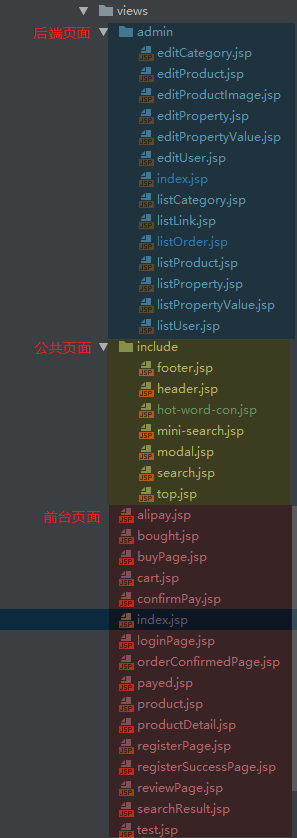 views
后端页面 admin
editCategory.jsp
editProduct.jsp
editProductImage.jsp
editProperty.jsp
editPropertyValue.jsp
editUser.jsp
index.jsp
listCategory.jsp
listLink.jsp
listOrder.jsp
listProduct.jsp
listProperty.jsp
listPropertyValue.jsp
listUser.jsp
公共页面 include
footer.jsp
header.jsp
hot-word-con.jsp
mini-search.jsp
modal.jsp
search.jsp
top.jsp
前台页面 alipay.jsp
bought.jsp
buyPage.jsp
cart.jsp
confirmPay.jsp
index.jsp
loginPage.jsp
orderConfirmedPage.jsp
payed.jsp
product.jsp
productDetail.jsp
registerPage.jsp
registerSuccessPage.jsp
reviewPage.jsp
searchResult.jsp
test.jsp